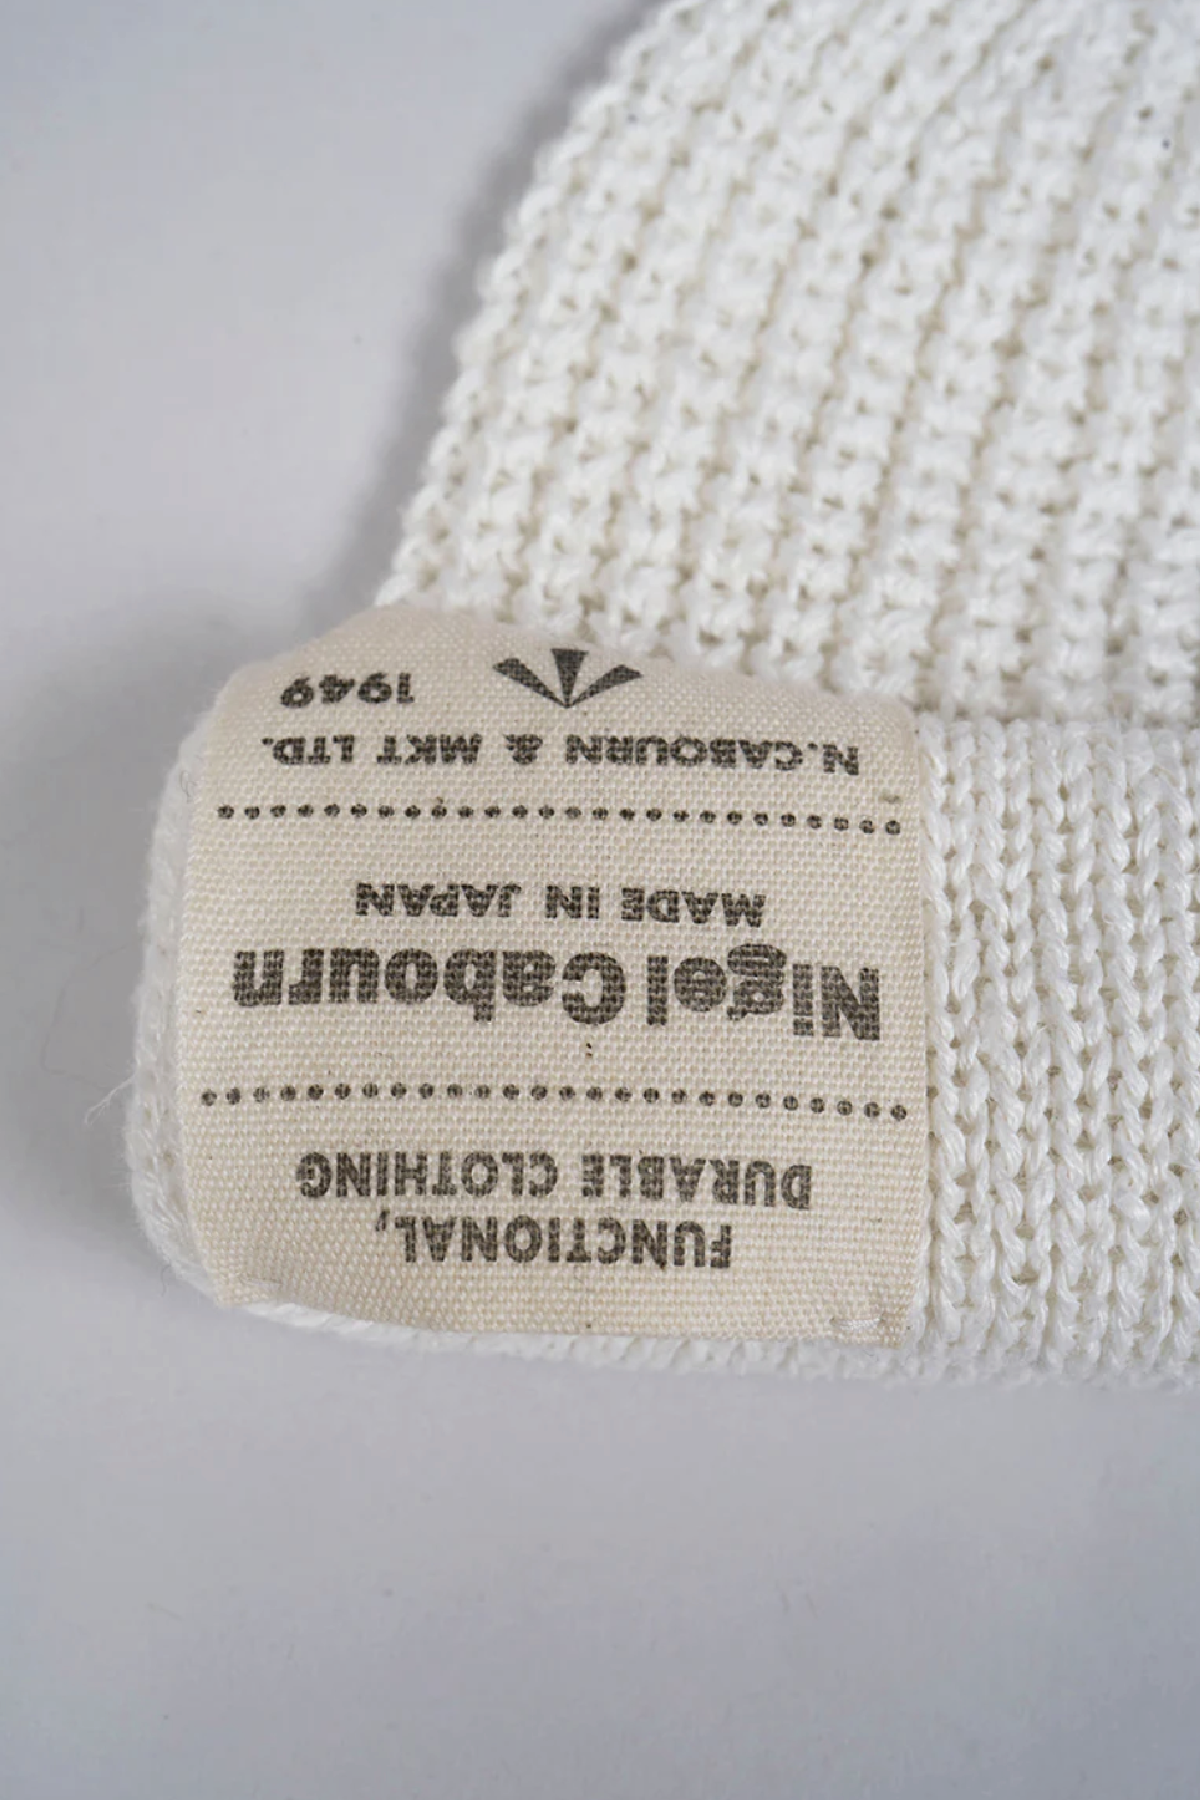 FUNCTIONAL,
DURABLE CLOTHING
Nigel Cabourn
MADE IN JAPAN
N.CABOURN & MKT LTD.
1949